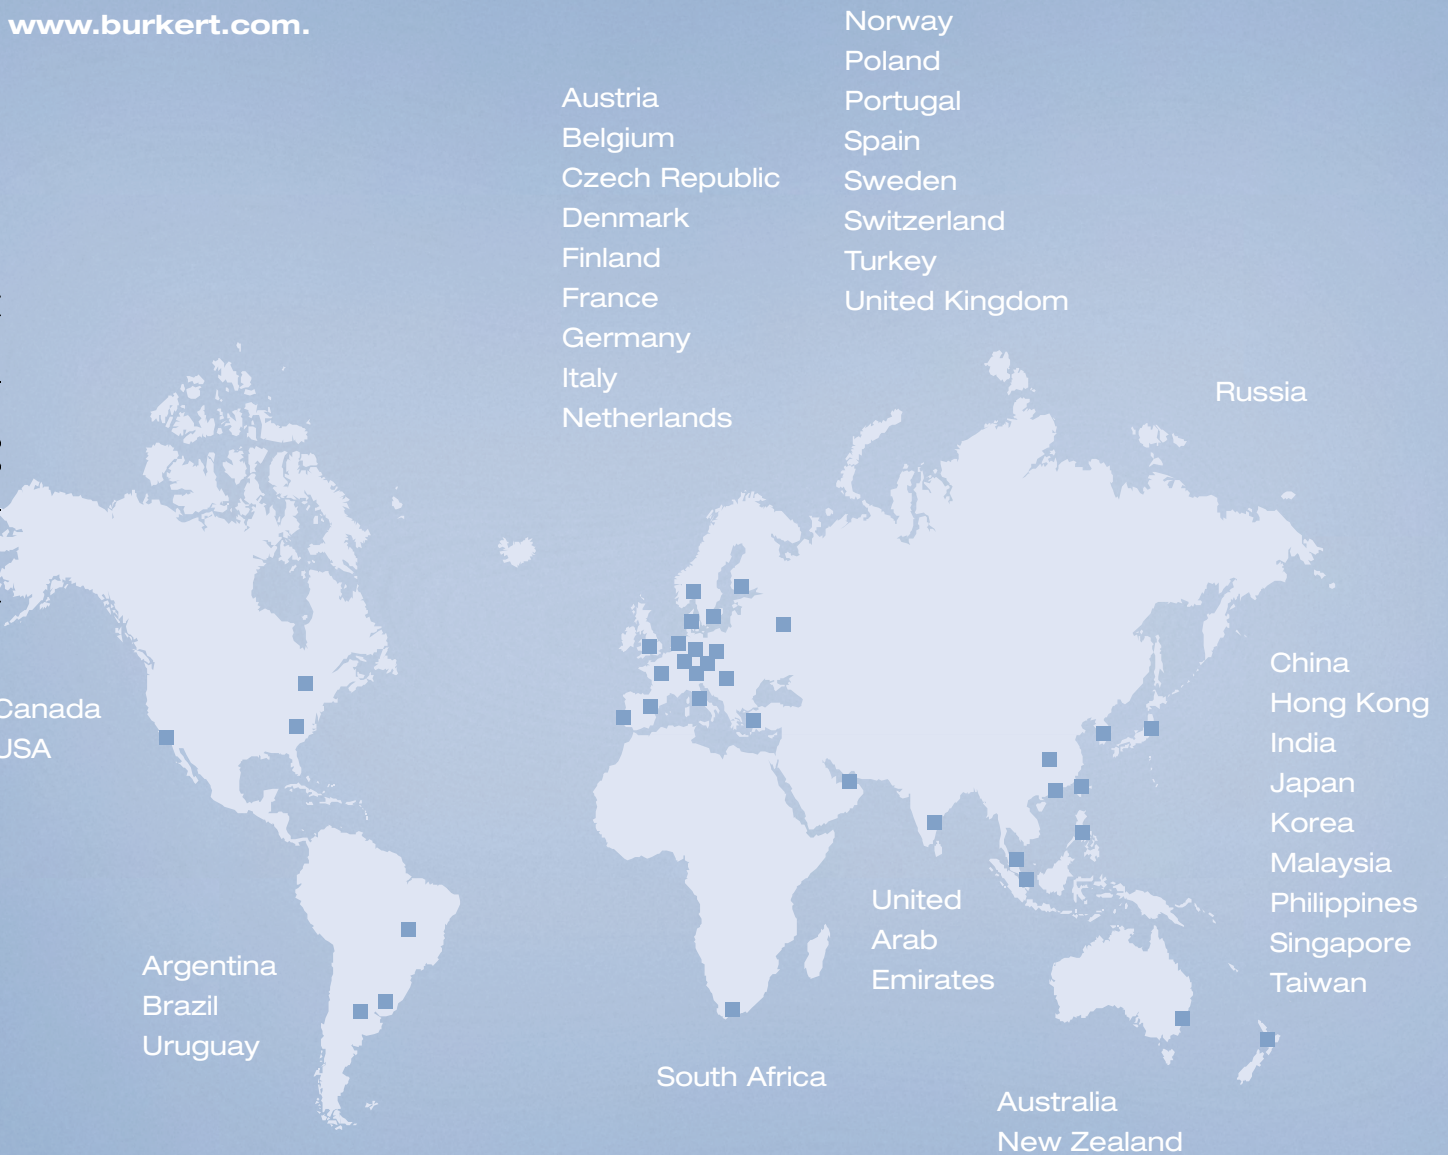 www.burkert.com.
Austria
Belgium
Czech Republic
Denmark
Finland
France
Germany
Italy
Netherlands
Norway
Poland
Portugal
Spain
Sweden
Switzerland
Turkey
United Kingdom
Russia
Canada
USA
China
Hong Kong
India
Japan
Korea
Malaysia
Philippines
Singapore
Taiwan
United
Arab
Emirates
Argentina
Brazil
Uruguay
South Africa
Australia
New Zealand